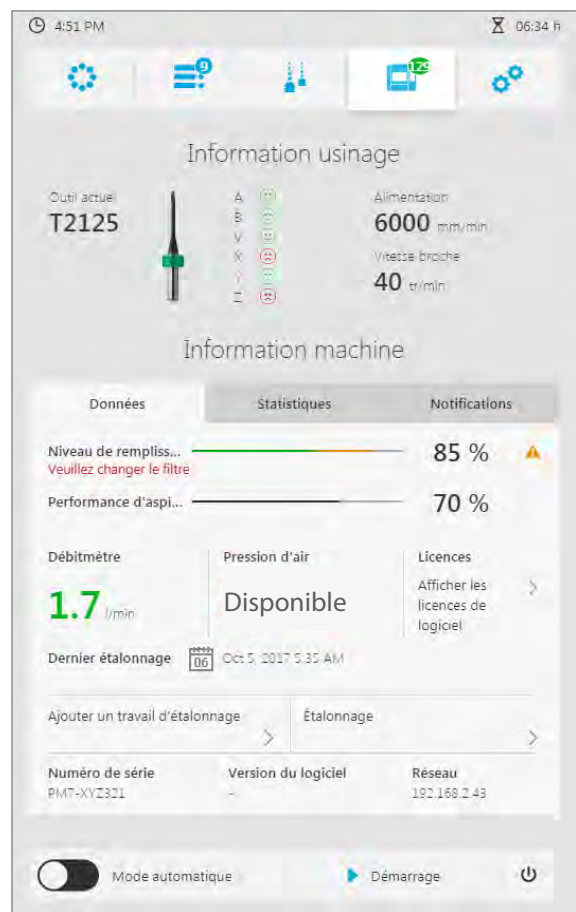 4:51 PM
06:34 h
9
129
Information usinage
Outil actuel
T2125
A
B
V
X
Y
Z
Alimentation
6000 mm/min
Vitesse broche
40 tr/min
Information machine
Données
Statistiques
Notifications
Niveau de rempliss... 85 %
Veuillez changer le filtre
Performance d'aspi... 70 %
Débitmètre
1.7 l/min
Pression d'air
Disponible
Licences
Afficher les
licences de
logiciel
Dernier étalonnage 06 Oct 5, 2017 5:35 AM
Ajouter un travail d'étalonnage
Étalonnage
Numéro de série
PM7-XYZ321
Version du logiciel
-
Réseau
192.168.2.43
Mode automatique
Démarrage